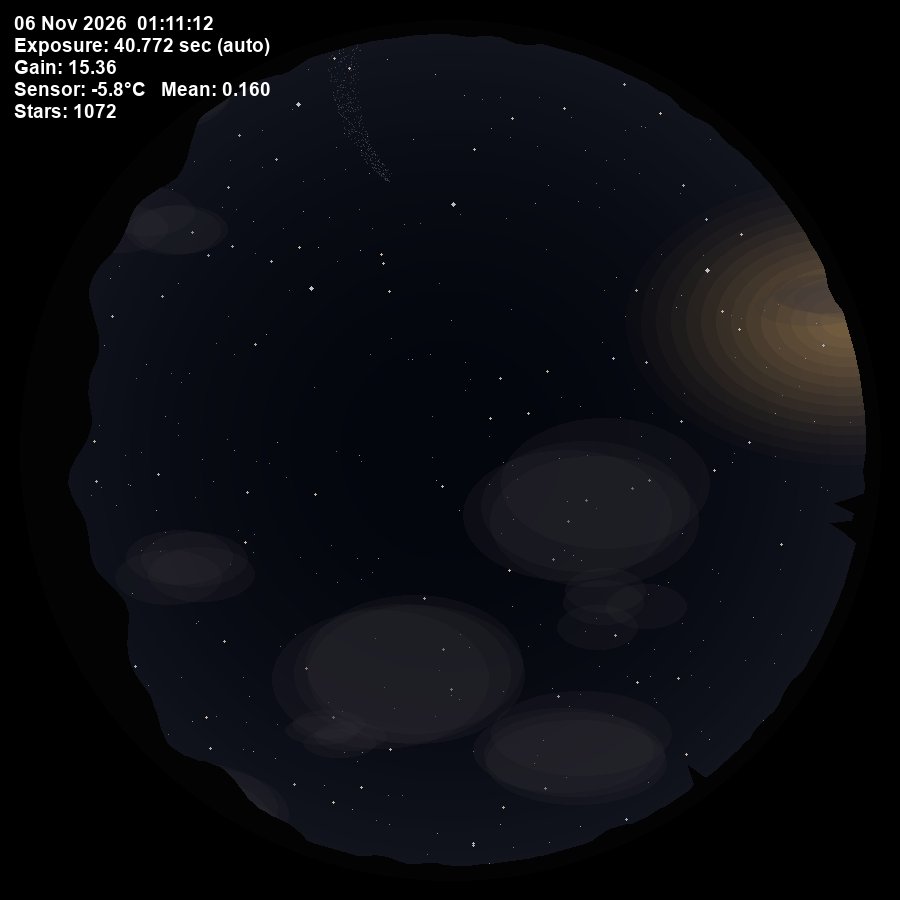 06 Nov 2026  01:11:12
Exposure: 40.772 sec (auto)
Gain: 15.36
Sensor: -5.8°C   Mean: 0.160
Stars: 1072